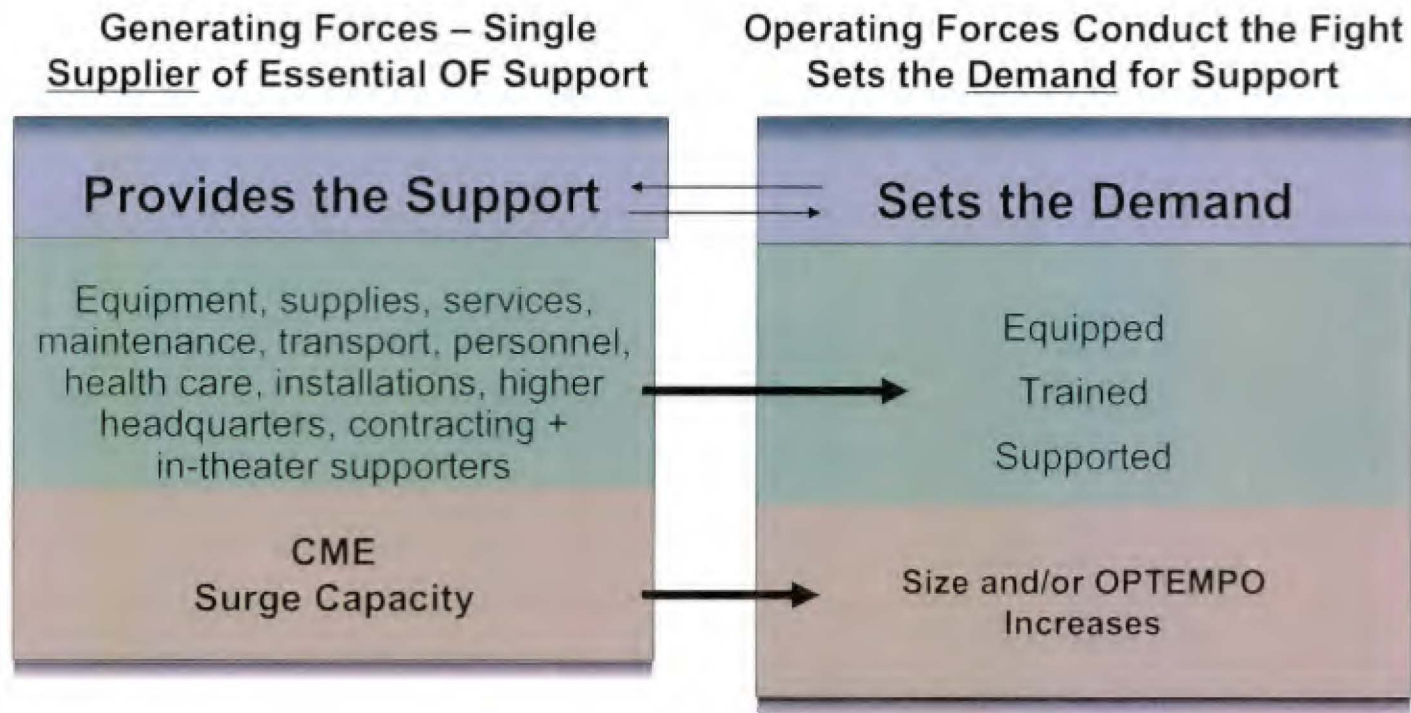 Generating Forces – Single
Supplier of Essential OF Support
Operating Forces Conduct the Fight
Sets the Demand for Support
Provides the Support
Sets the Demand
Equipment, supplies, services,
maintenance, transport, personnel,
health care, installations, higher
headquarters, contracting +
in-theater supporters
Equipped
Trained
Supported
CME
Surge Capacity
Size and/or OPTEMPO
Increases